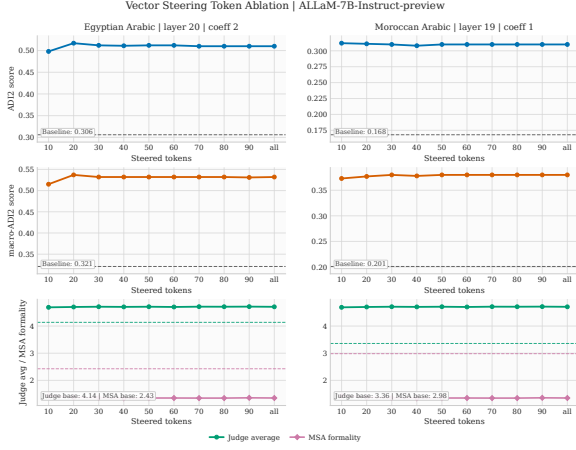 Vector Steering Token Ablation | ALLaM-7B-Instruct-preview
Egyptian Arabic | layer 20 | coeff 2
Moroccan Arabic | layer 19 | coeff 1
ADI2 score
0.50
0.45
0.40
0.35
0.30
Baseline: 0.306
10 20 30 40 50 60 70 80 90 all
Steered tokens
0.300
0.275
0.250
0.225
0.200
0.175
Baseline: 0.168
10 20 30 40 50 60 70 80 90 all
Steered tokens
macro-ADI2 score
0.55
0.50
0.45
0.40
0.35
Baseline: 0.321
10 20 30 40 50 60 70 80 90 all
Steered tokens
0.35
0.30
0.25
0.20
Baseline: 0.201
10 20 30 40 50 60 70 80 90 all
Steered tokens
Judge avg / MSA formality
4
3
2
Judge base: 4.14 | MSA base: 2.43
10 20 30 40 50 60 70 80 90 all
Steered tokens
4
3
2
Judge base: 3.36 | MSA base: 2.98
10 20 30 40 50 60 70 80 90 all
Steered tokens
Judge average
MSA formality